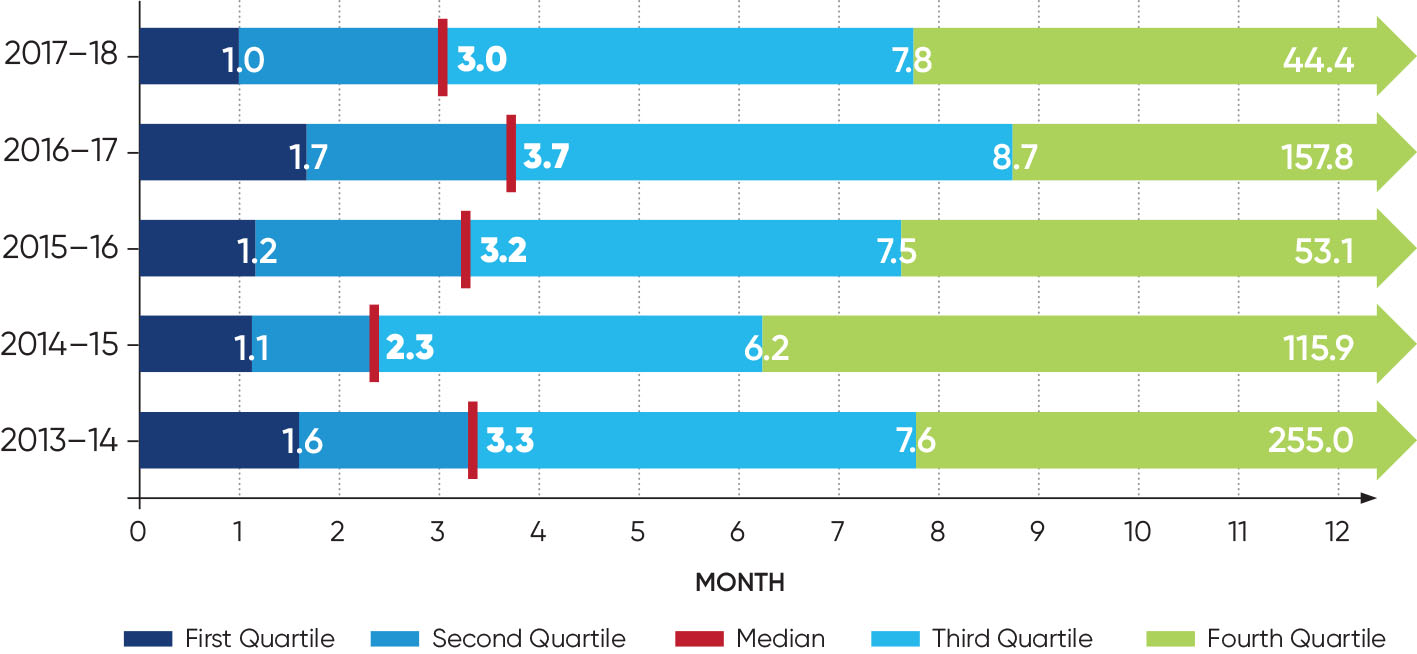 2017–18 1.0 3.0 7.8 44.4
2016–17 1.7 3.7 8.7 157.8
2015–16 1.2 3.2 7.5 53.1
2014–15 1.1 2.3 6.2 115.9
2013–14 1.6 3.3 7.6 255.0
0 1 2 3 4 5 6 7 8 9 10 11 12
MONTH
First Quartile Second Quartile Median Third Quartile Fourth Quartile